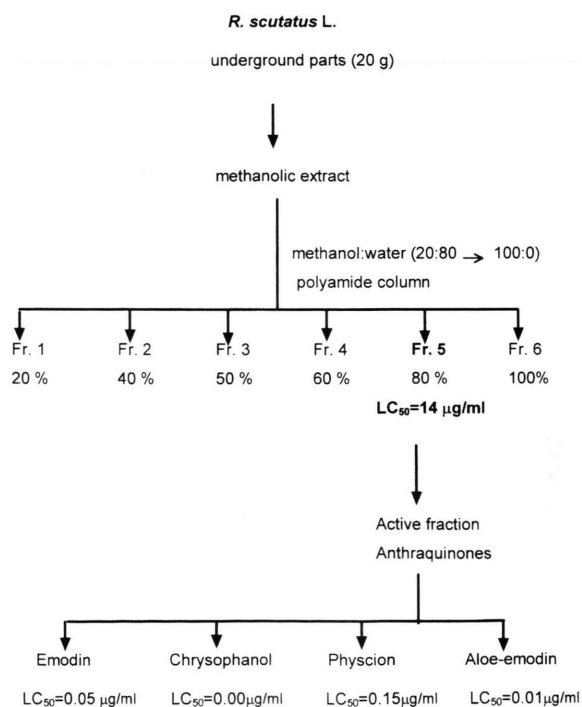 R. scutatus L.
underground parts (20 g)
methanolic extract
methanol:water (20:80 → 100:0)
polyamide column
Fr. 1 Fr. 2 Fr. 3 Fr. 4 Fr. 5 Fr. 6
20 % 40 % 50 % 60 % 80 % 100%
LC₅₀=14 µg/ml
Active fraction
Anthraquinones
Emodin Chrysophanol Physcion Aloe-emodin
LC₅₀=0.05 µg/ml LC₅₀=0.00µg/ml LC₅₀=0.15µg/ml LC₅₀=0.01µg/ml